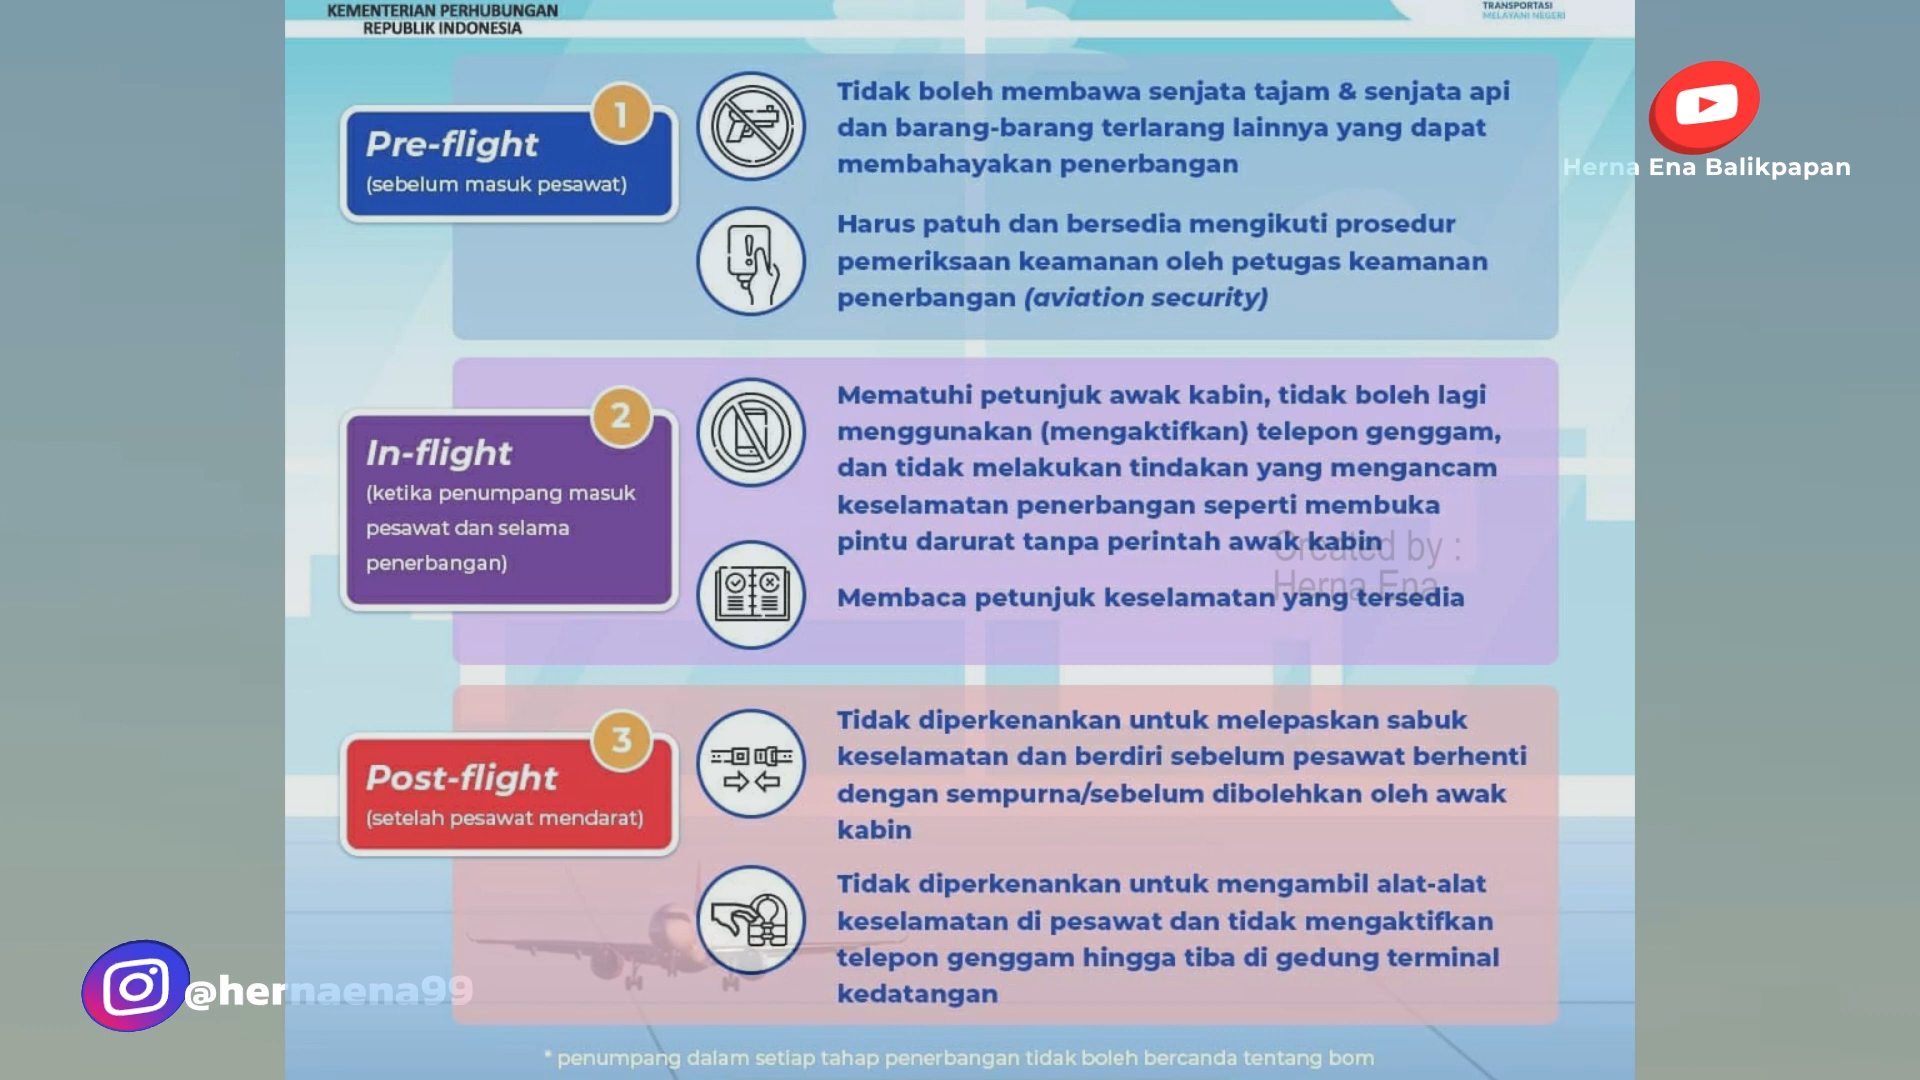 KEMENTERIAN PERHUBUNGAN
REPUBLIK INDONESIA
TRANSPORTASI
MELAYANI NEGERI
Herna Ena Balikpapan
1
Pre-flight
(sebelum masuk pesawat)
Tidak boleh membawa senjata tajam & senjata api
dan barang-barang terlarang lainnya yang dapat
membahayakan penerbangan
Harus patuh dan bersedia mengikuti prosedur
pemeriksaan keamanan oleh petugas keamanan
penerbangan (aviation security)
2
In-flight
(ketika penumpang masuk
pesawat dan selama
penerbangan)
Mematuhi petunjuk awak kabin, tidak boleh lagi
menggunakan (mengaktifkan) telepon genggam,
dan tidak melakukan tindakan yang mengancam
keselamatan penerbangan seperti membuka
pintu darurat tanpa perintah awak kabin
Created by :
Herna Ena
Membaca petunjuk keselamatan yang tersedia
3
Post-flight
(setelah pesawat mendarat)
Tidak diperkenankan untuk melepaskan sabuk
keselamatan dan berdiri sebelum pesawat berhenti
dengan sempurna/sebelum dibolehkan oleh awak
kabin
Tidak diperkenankan untuk mengambil alat-alat
keselamatan di pesawat dan tidak mengaktifkan
telepon genggam hingga tiba di gedung terminal
kedatangan
@hernaena99
* penumpang dalam setiap tahap penerbangan tidak boleh bercanda tentang bom